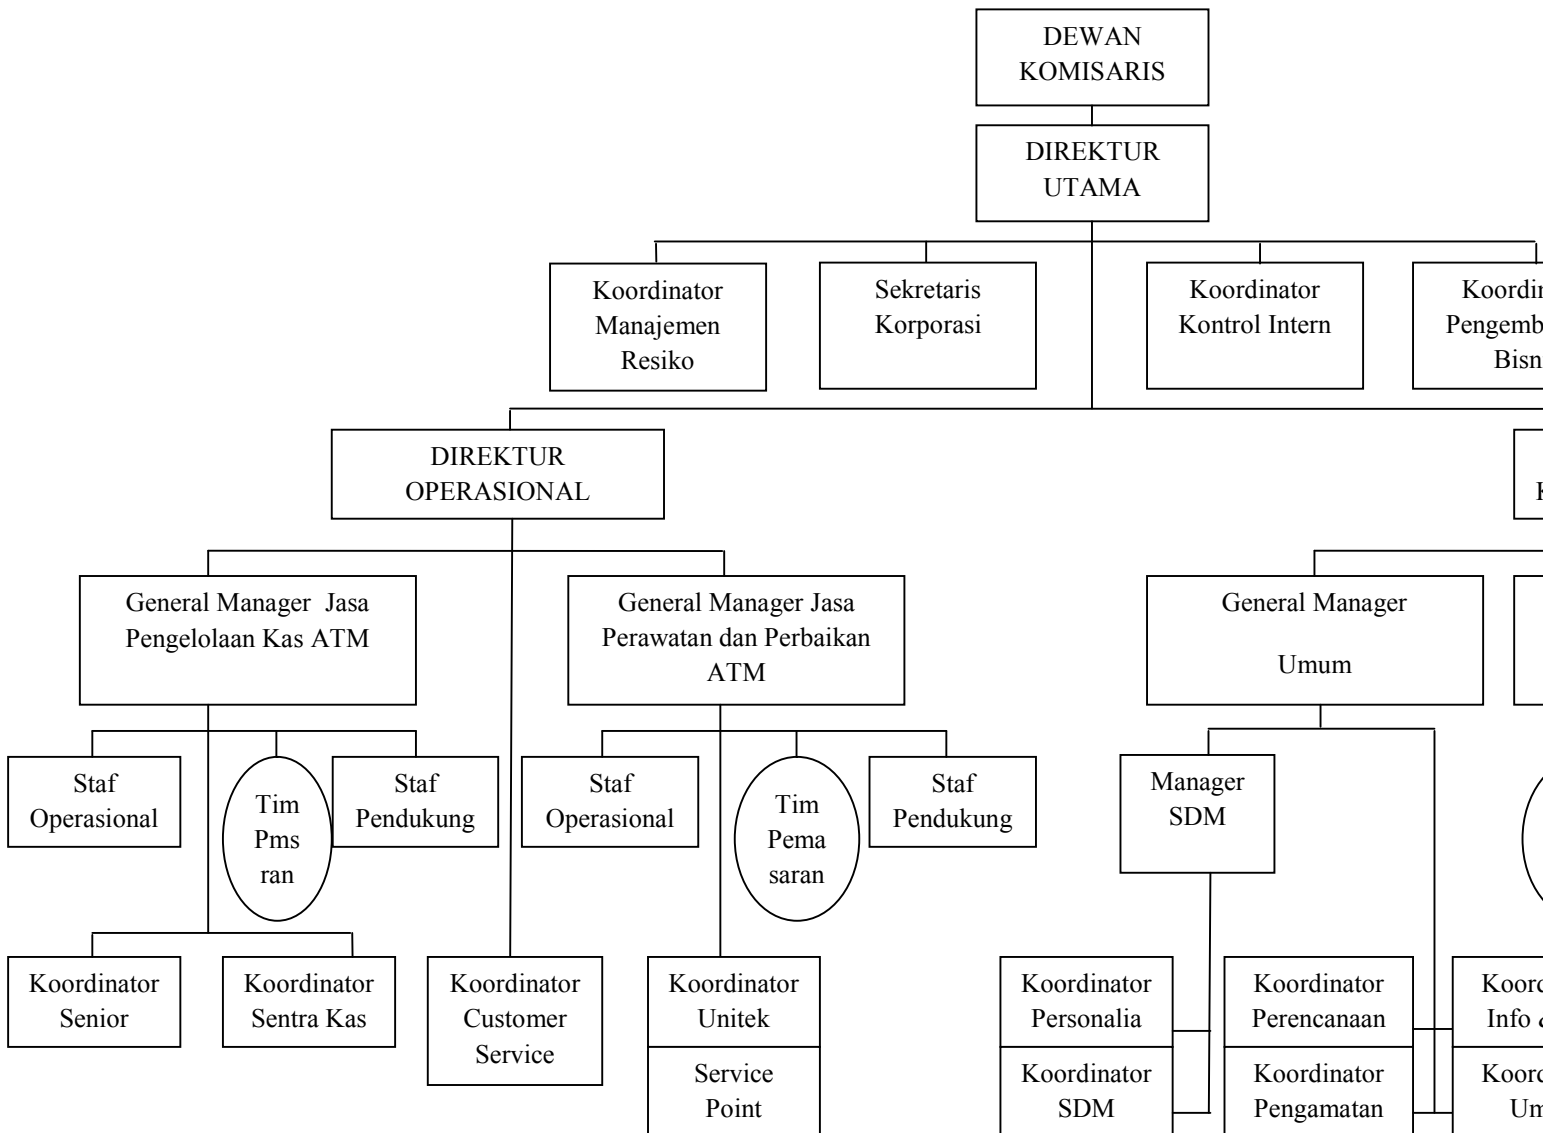 DEWAN
KOMISARIS
DIREKTUR
UTAMA
Koordinator
Manajemen
Resiko
Sekretaris
Korporasi
Koordinator
Kontrol Intern
Bisn
DIREKTUR
OPERASIONAL
General Manager  Jasa
Pengelolaan Kas ATM
General Manager Jasa
Perawatan dan Perbaikan
ATM
General Manager
Umum
Staf
Operasional
Tim
Pms
ran
Staf
Pendukung
Staf
Operasional
Tim
Pema
saran
Staf
Pendukung
Manager
SDM
Koordinator
Senior
Koordinator
Sentra Kas
Koordinator
Customer
Service
Koordinator
Unitek
Service
Point
Koordinator
Personalia
Koordinator
SDM
Koordinator
Perencanaan
Koordinator
Pengamatan
Info